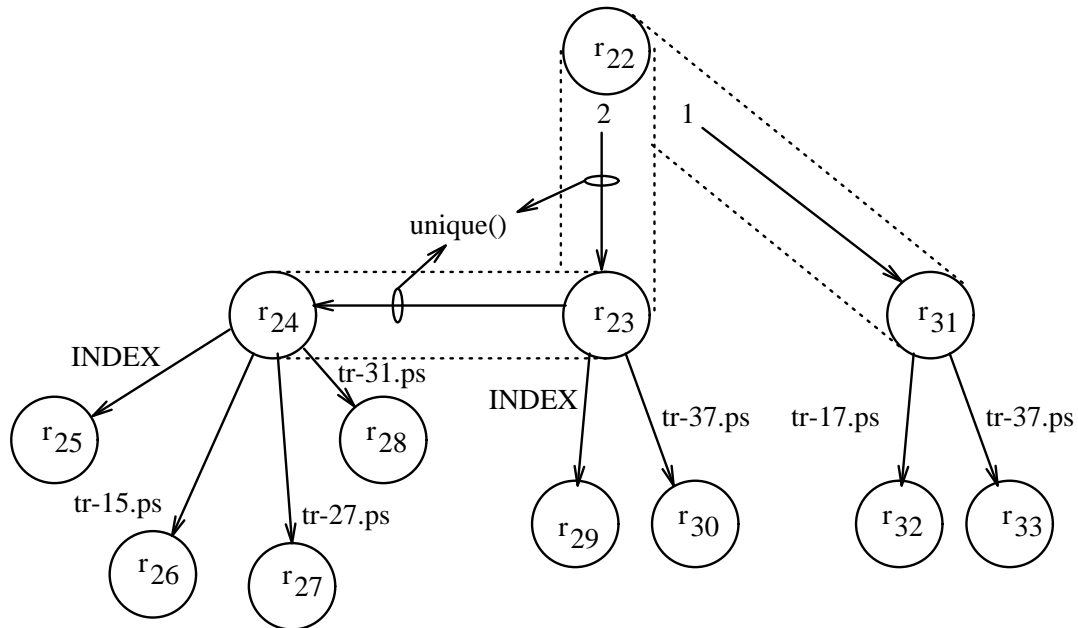 r22
2
1
unique()
r24
r23
r31
INDEX
tr-31.ps
INDEX
tr-37.ps
tr-17.ps
tr-37.ps
r25
r28
tr-15.ps
tr-27.ps
r29
r30
r32
r33
r26
r27